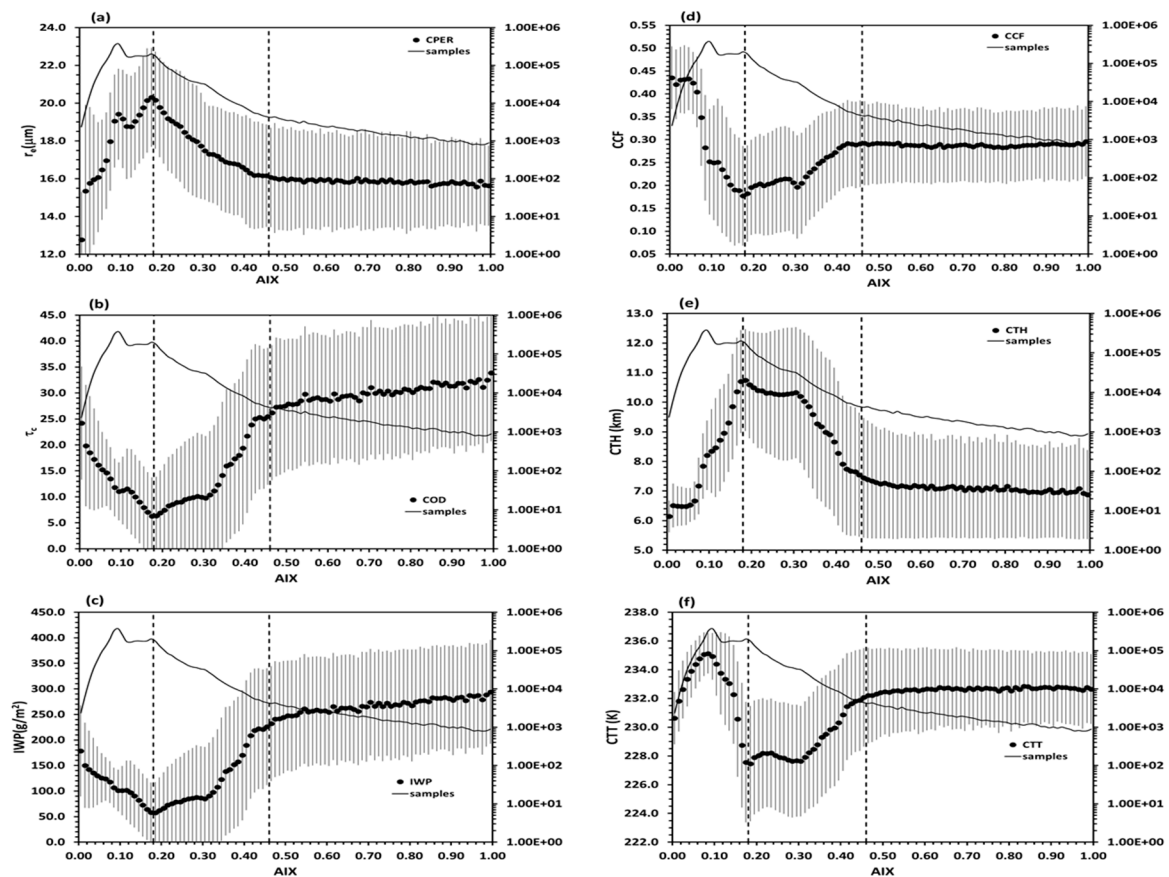 (a)
24.0
22.0
20.0
18.0
16.0
14.0
12.0
re(μm)
CPER
samples
1.00E+06
1.00E+05
1.00E+04
1.00E+03
1.00E+02
1.00E+01
1.00E+00
0.00 0.10 0.20 0.30 0.40 0.50 0.60 0.70 0.80 0.90 1.00
AIX
(b)
45.0
40.0
35.0
30.0
25.0
20.0
15.0
10.0
5.0
0.0
τc
COD
samples
1.00E+06
1.00E+05
1.00E+04
1.00E+03
1.00E+02
1.00E+01
1.00E+00
0.00 0.10 0.20 0.30 0.40 0.50 0.60 0.70 0.80 0.90 1.00
AIX
(c)
450.0
400.0
350.0
300.0
250.0
200.0
150.0
100.0
50.0
0.0
IWP(g/m²)
IWP
samples
1.00E+06
1.00E+05
1.00E+04
1.00E+03
1.00E+02
1.00E+01
1.00E+00
0.00 0.10 0.20 0.30 0.40 0.50 0.60 0.70 0.80 0.90 1.00
AIX
(d)
0.55
0.50
0.45
0.40
0.35
0.30
0.25
0.20
0.15
0.10
0.05
CCF
CCF
samples
1.00E+06
1.00E+05
1.00E+04
1.00E+03
1.00E+02
1.00E+01
1.00E+00
0.00 0.10 0.20 0.30 0.40 0.50 0.60 0.70 0.80 0.90 1.00
AIX
(e)
13.0
12.0
11.0
10.0
9.0
8.0
7.0
6.0
5.0
CTH (km)
CTH
samples
1.00E+06
1.00E+05
1.00E+04
1.00E+03
1.00E+02
1.00E+01
1.00E+00
0.00 0.10 0.20 0.30 0.40 0.50 0.60 0.70 0.80 0.90 1.00
AIX
(f)
238.0
236.0
234.0
232.0
230.0
228.0
226.0
224.0
222.0
CTT (K)
CTT
samples
1.00E+06
1.00E+05
1.00E+04
1.00E+03
1.00E+02
1.00E+01
1.00E+00
0.00 0.10 0.20 0.30 0.40 0.50 0.60 0.70 0.80 0.90 1.00
AIX